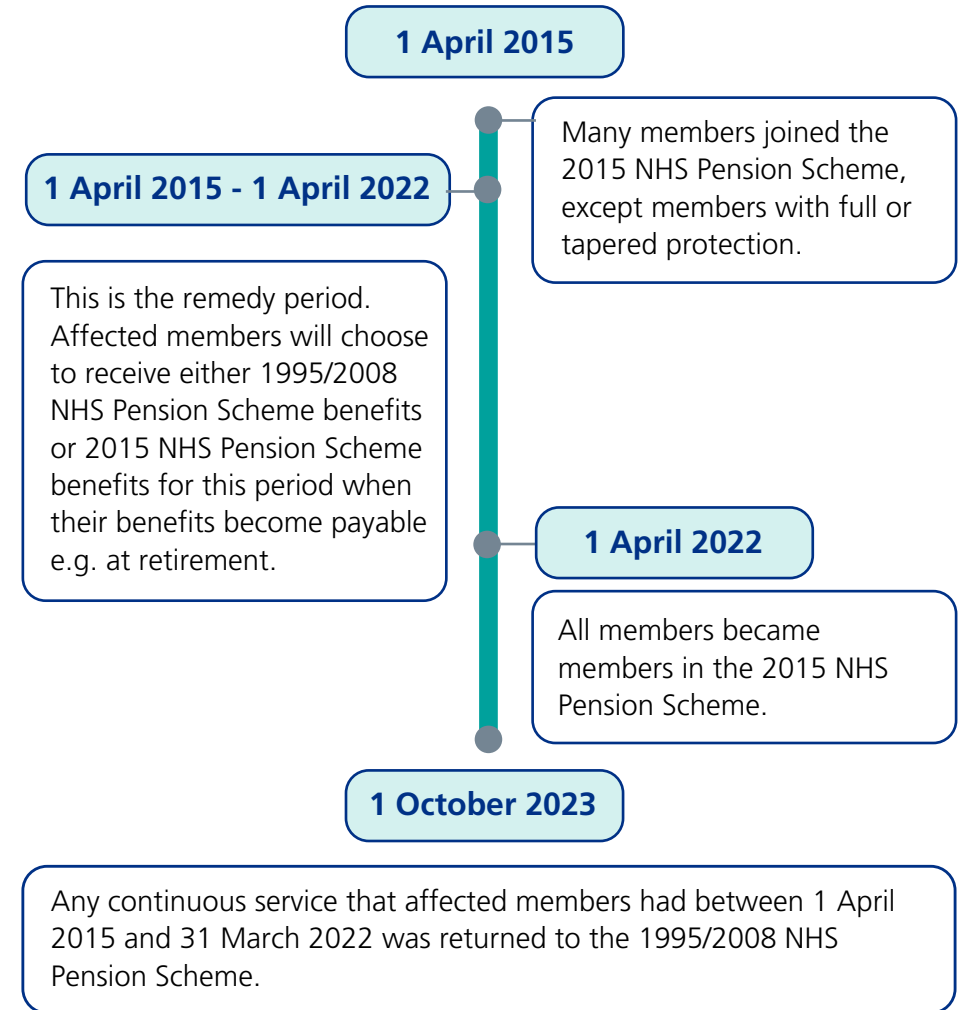 1 April 2015
Many members joined the
2015 NHS Pension Scheme,
except members with full or
tapered protection.
1 April 2015 - 1 April 2022
This is the remedy period.
Affected members will choose
to receive either 1995/2008
NHS Pension Scheme benefits
or 2015 NHS Pension Scheme
benefits for this period when
their benefits become payable
e.g. at retirement.
1 April 2022
All members became
members in the 2015 NHS
Pension Scheme.
1 October 2023
Any continuous service that affected members had between 1 April
2015 and 31 March 2022 was returned to the 1995/2008 NHS
Pension Scheme.